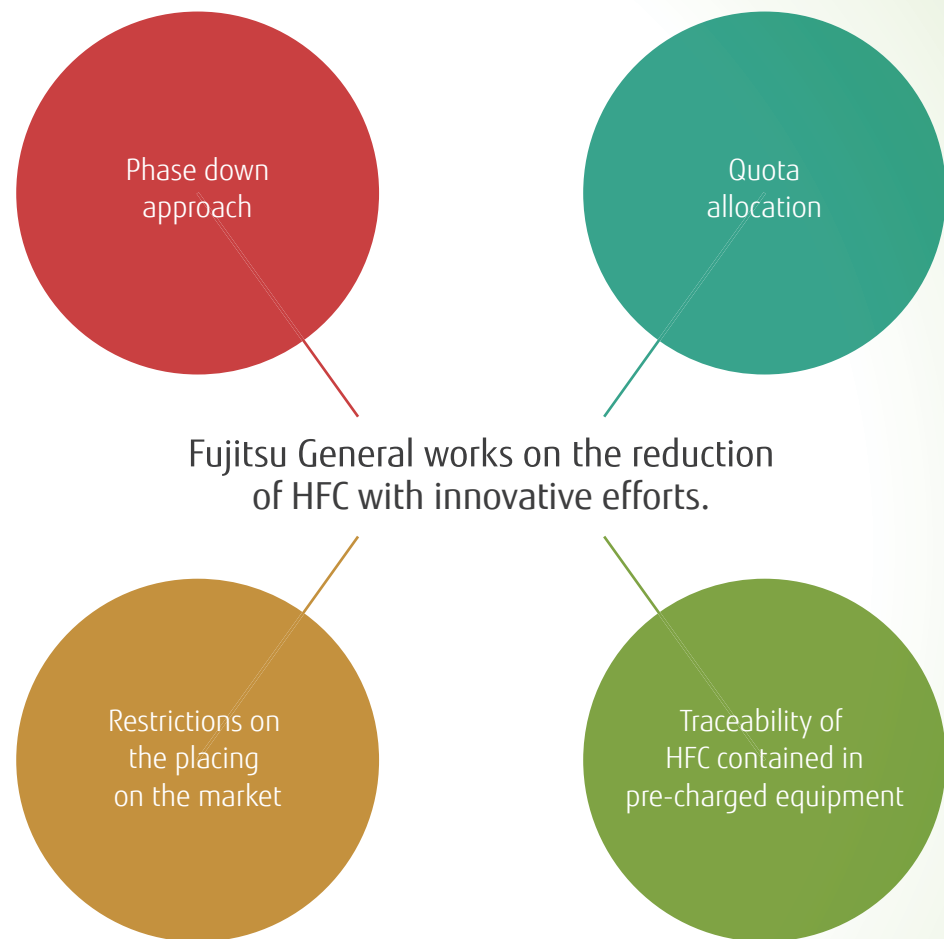 Phase down
approach
Quota
allocation
Fujitsu General works on the reduction
of HFC with innovative efforts.
Restrictions on
the placing
on the market
Traceability of
HFC contained in
pre-charged equipment